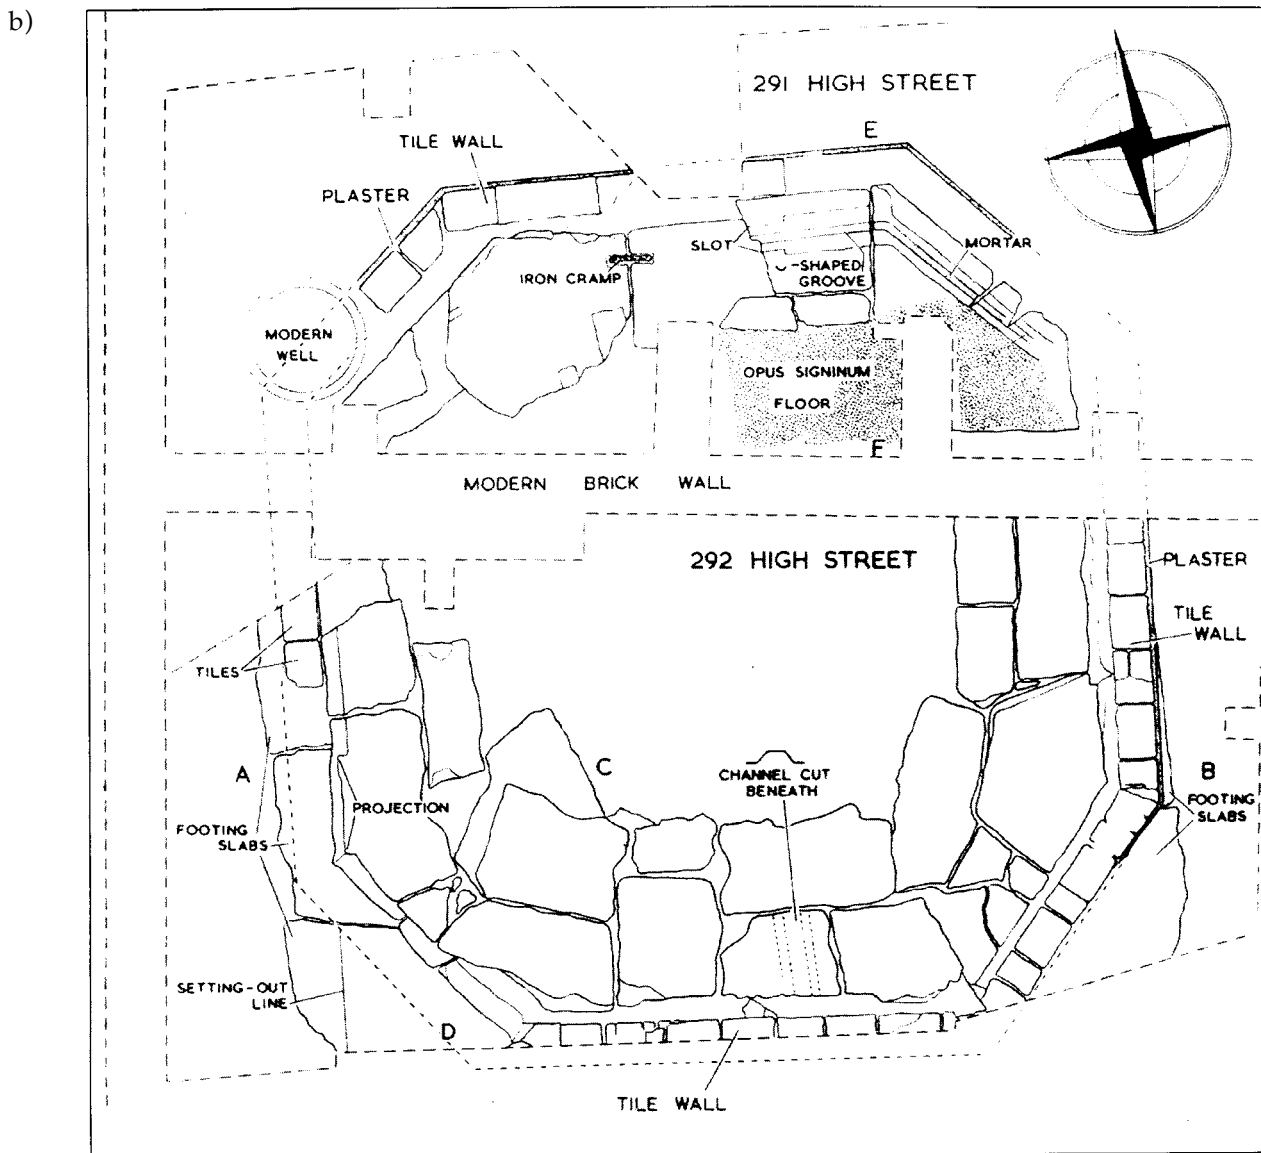 b)
291 HIGH STREET
E
TILE WALL
PLASTER
SLOT
MORTAR
IRON CRAMP
U-SHAPED
GROOVE
MODERN
WELL
OPUS SIGNINUM
FLOOR
F
MODERN BRICK WALL
292 HIGH STREET
PLASTER
TILE
WALL
TILES
A
C
CHANNEL CUT
BENEATH
B
PROJECTION
FOOTING
SLABS
FOOTING
SLABS
SETTING-OUT
LINE
D
TILE WALL